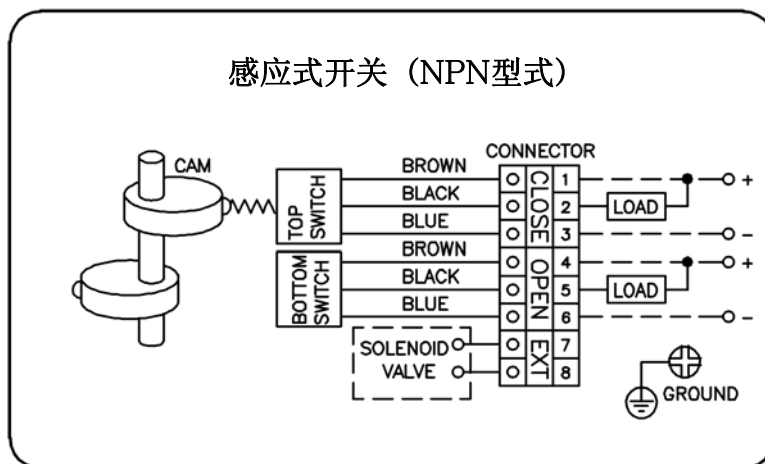 感应式开关（NPN型式）
CAM
CONNECTOR
TOP
SWITCH
BROWN
BLACK
BLUE
CLOSE
1
2
3
LOAD
+
-
BOTTOM
SWITCH
BROWN
BLACK
BLUE
OPEN
4
5
6
LOAD
+
-
SOLENOID
VALVE
EXT
7
8
GROUND